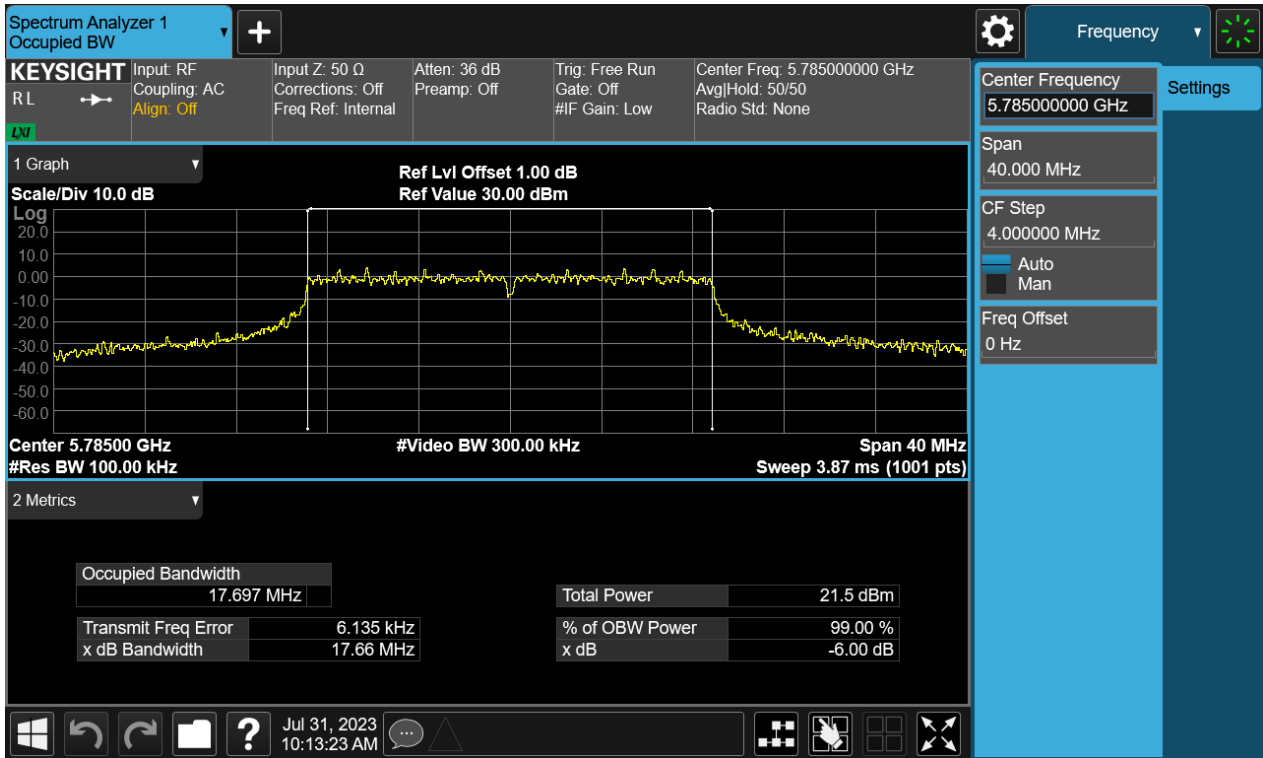 Spectrum Analyzer 1
Occupied BW
+
Frequency
KEYSIGHT
R L
LXI
Input: RF
Coupling: AC
Align: Off
Input Z: 50 Ω
Corrections: Off
Freq Ref: Internal
Atten: 36 dB
Preamp: Off
Trig: Free Run
Gate: Off
#IF Gain: Low
Center Freq: 5.785000000 GHz
Avg|Hold: 50/50
Radio Std: None
Center Frequency
5.785000000 GHz
Settings
Span
40.000 MHz
CF Step
4.000000 MHz
Auto
Man
Freq Offset
0 Hz
1 Graph
Scale/Div 10.0 dB
Ref Lvl Offset 1.00 dB
Ref Value 30.00 dBm
Log
20.0
10.0
0.00
-10.0
-20.0
-30.0
-40.0
-50.0
-60.0
Center 5.78500 GHz
#Video BW 300.00 kHz
Span 40 MHz
#Res BW 100.00 kHz
Sweep 3.87 ms (1001 pts)
2 Metrics
Occupied Bandwidth
17.697 MHz
Total Power 21.5 dBm
Transmit Freq Error 6.135 kHz
% of OBW Power 99.00 %
x dB Bandwidth 17.66 MHz
x dB -6.00 dB
?
Jul 31, 2023
10:13:23 AM